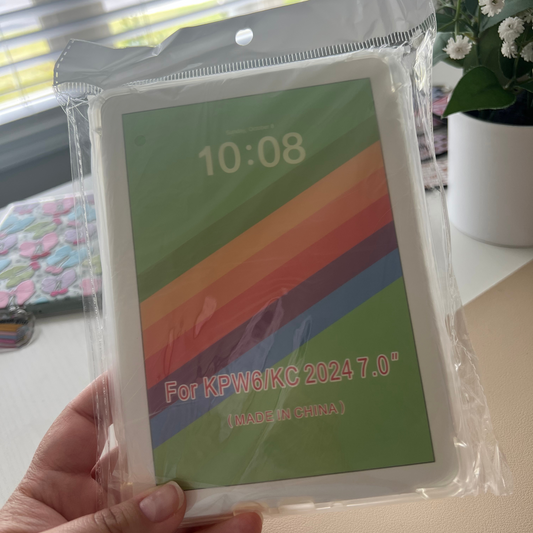 10:08
For KPW6/KC 2024 7.0"
(MADE IN CHINA)